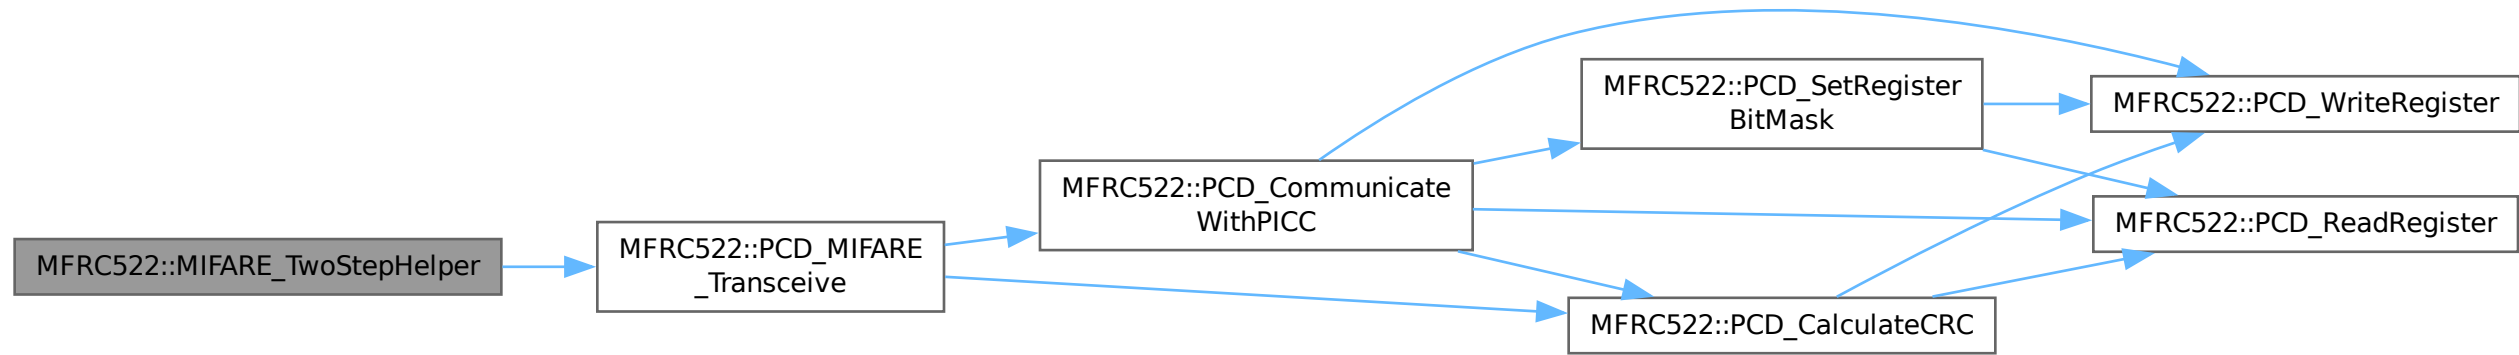 MFRC522::MIFARE_TwoStepHelper
MFRC522::PCD_MIFARE
_Transceive
MFRC522::PCD_Communicate
WithPICC
MFRC522::PCD_SetRegister
BitMask
MFRC522::PCD_CalculateCRC
MFRC522::PCD_WriteRegister
MFRC522::PCD_ReadRegister